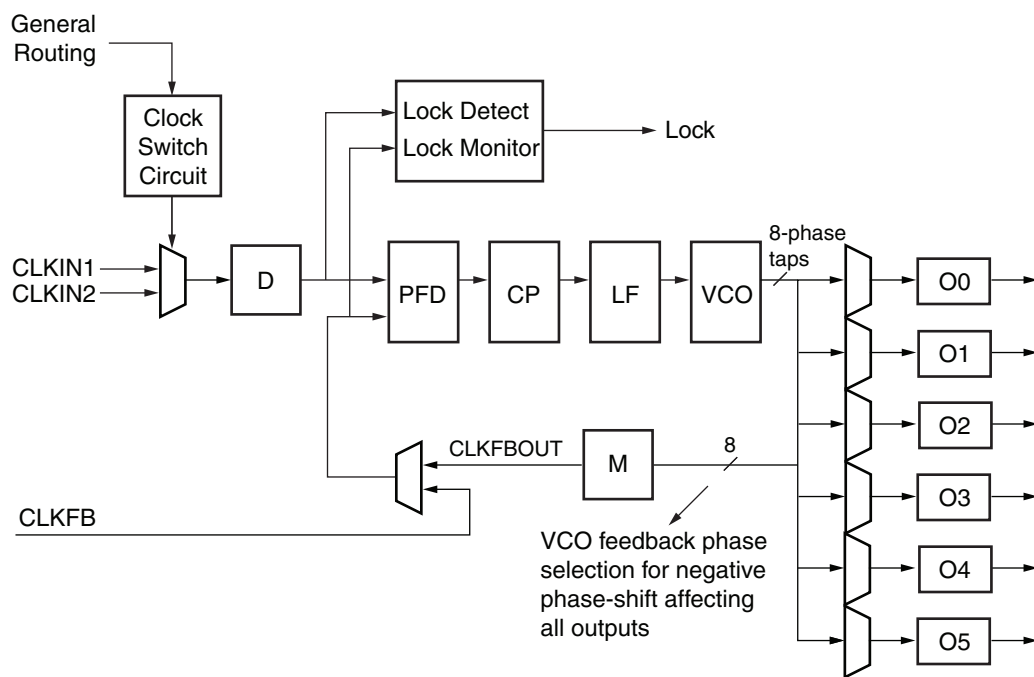 General
Routing
Clock
Switch
Circuit
Lock Detect
Lock Monitor
Lock
CLKIN1
CLKIN2
D
PFD
CP
LF
VCO
8-phase
taps
O0
O1
O2
O3
O4
O5
CLKFBOUT
M
8
CLKFB
VCO feedback phase
selection for negative
phase-shift affecting
all outputs